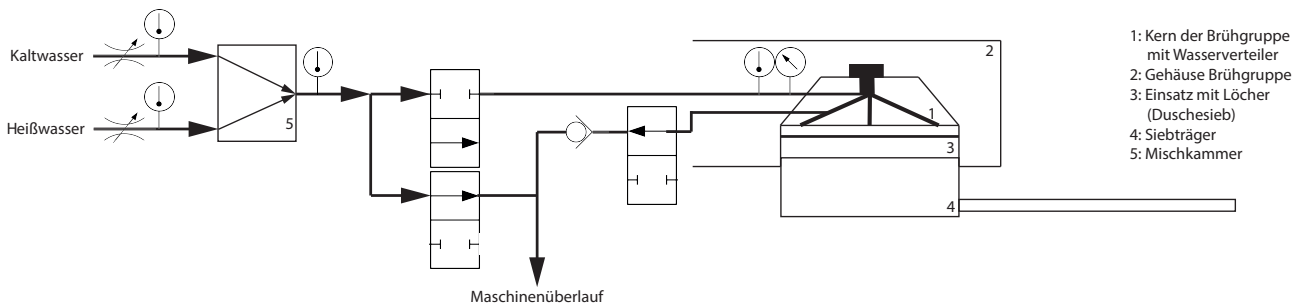 Kaltwasser
Heißwasser
5
2
1
3
4
Maschinenüberlauf
1: Kern der Brühgruppe
mit Wasserverteiler
2: Gehäuse Brühgruppe
3: Einsatz mit Löcher
(Duschesieb)
4: Siebträger
5: Mischkammer